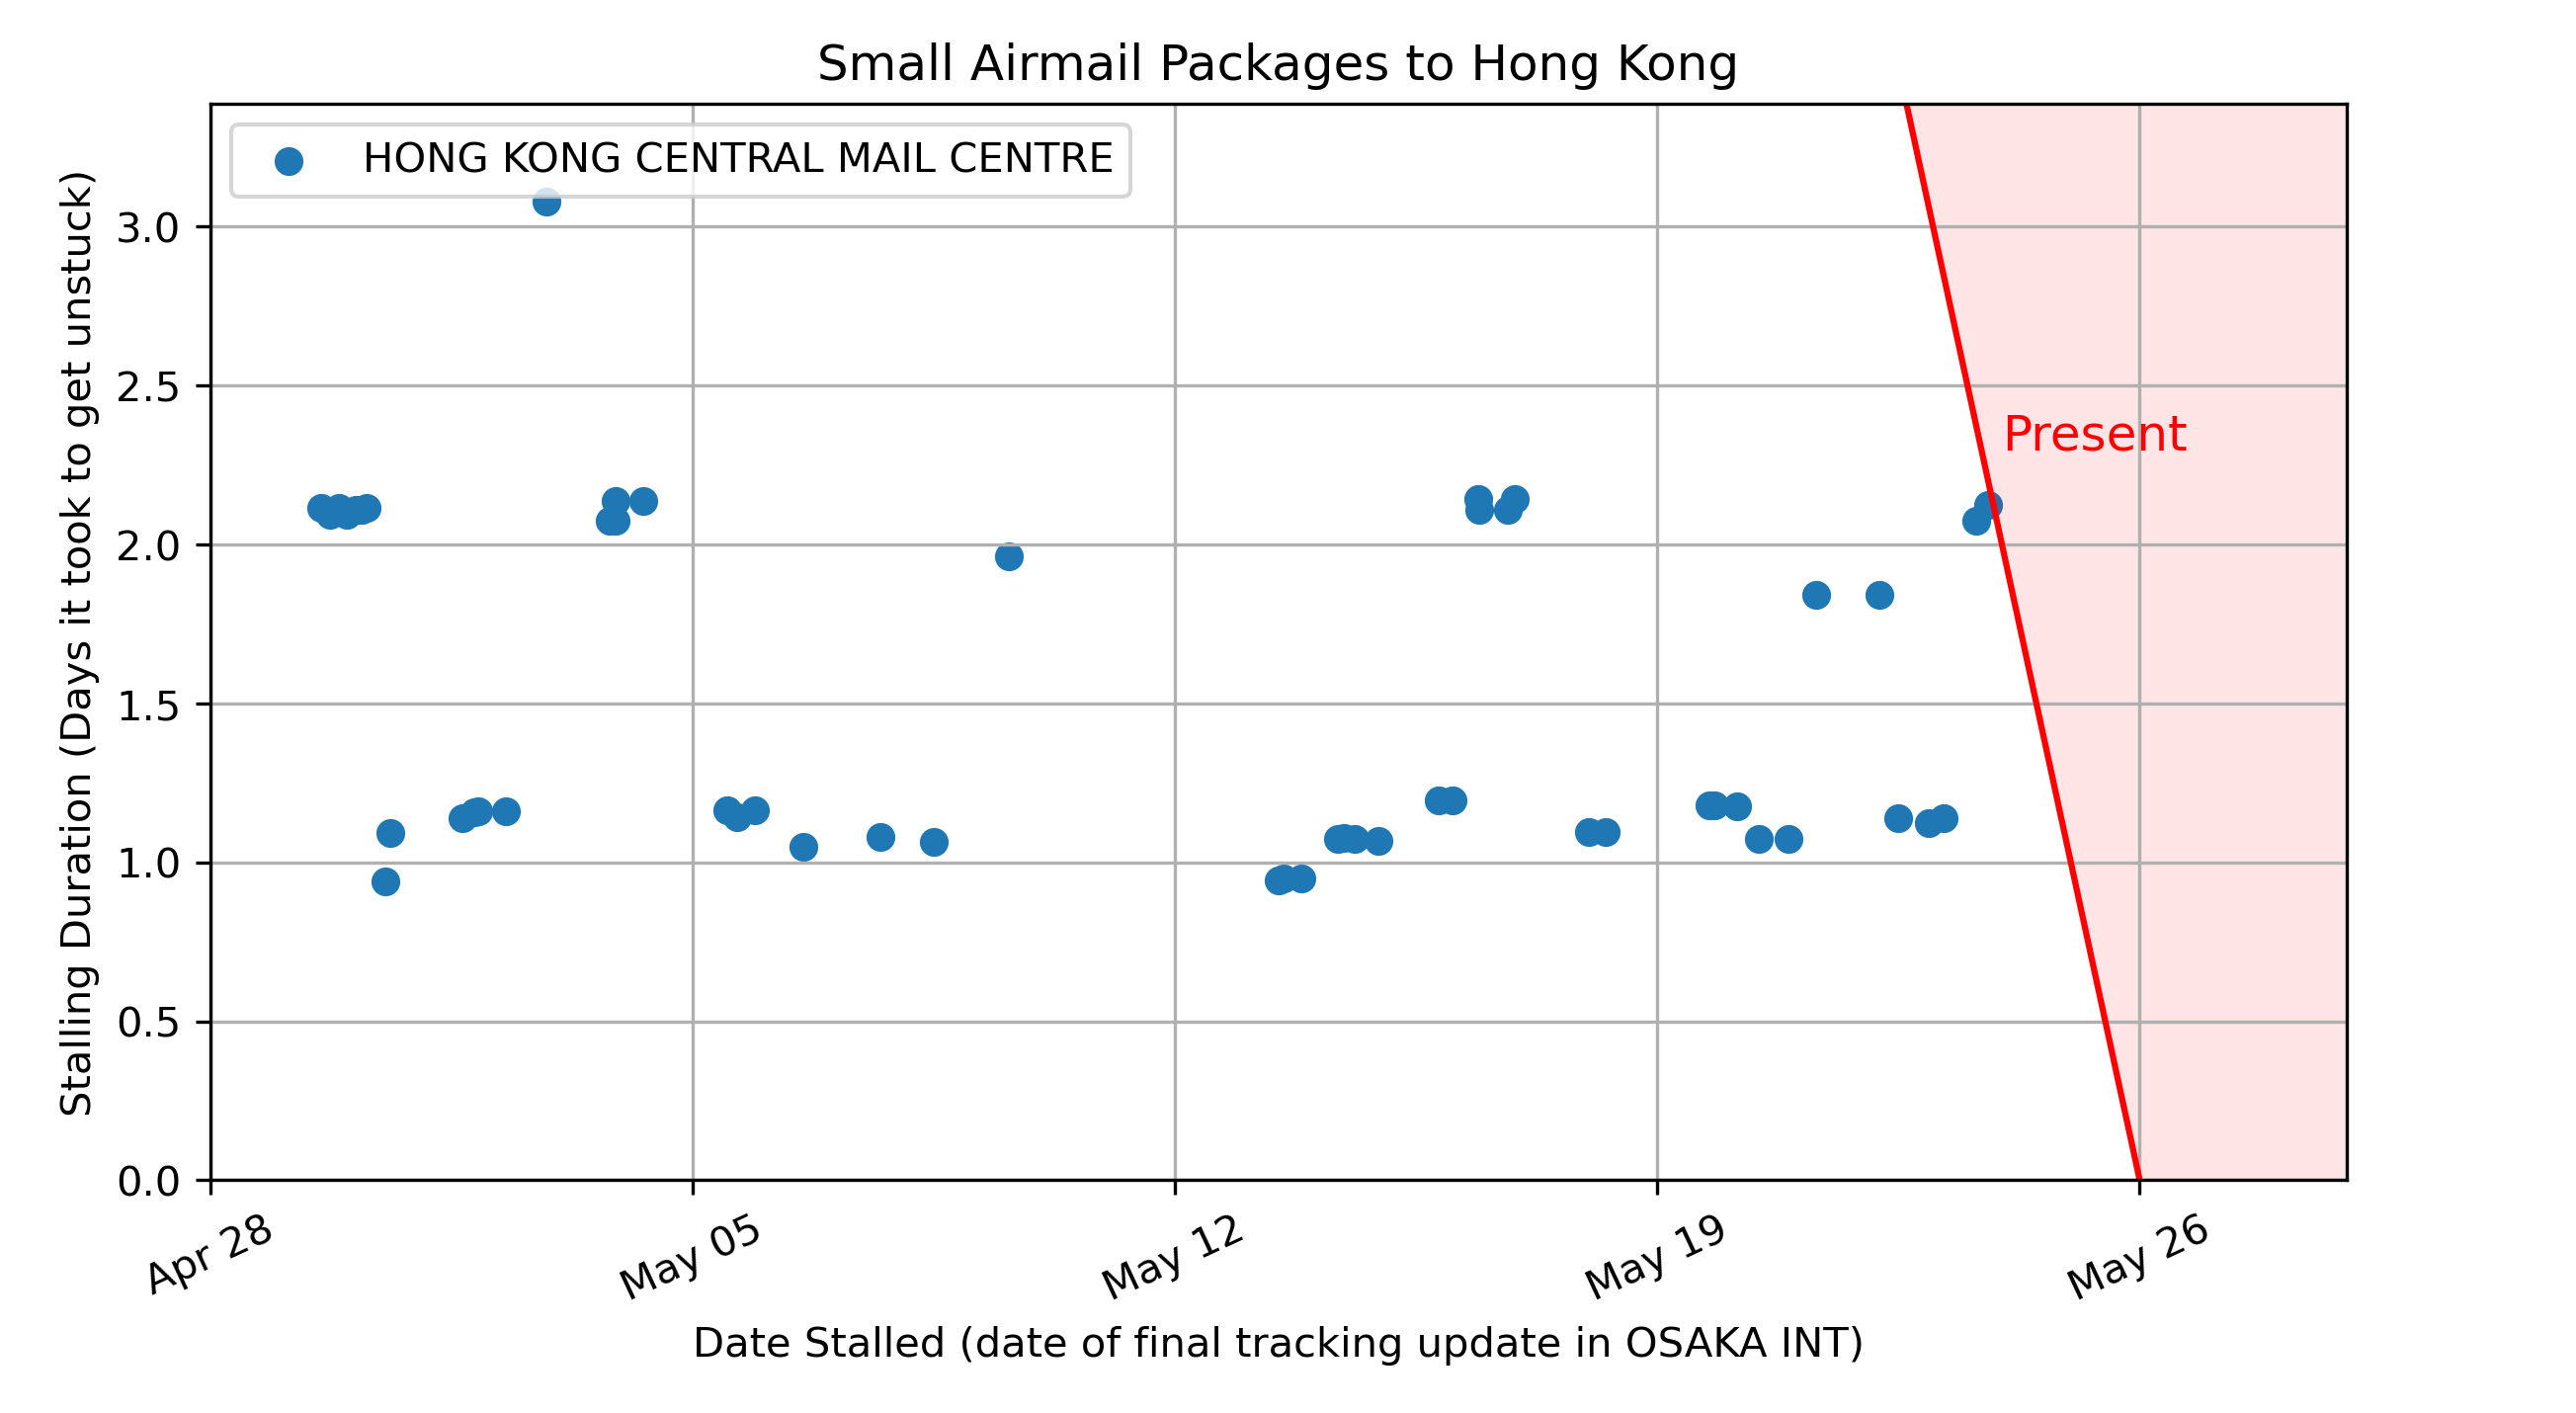 Small Airmail Packages to Hong Kong
HONG KONG CENTRAL MAIL CENTRE
Stalling Duration (Days it took to get unstuck)
3.0
2.5
2.0
1.5
1.0
0.5
0.0
Present
Apr 28
May 05
May 12
May 19
May 26
Date Stalled (date of final tracking update in OSAKA INT)